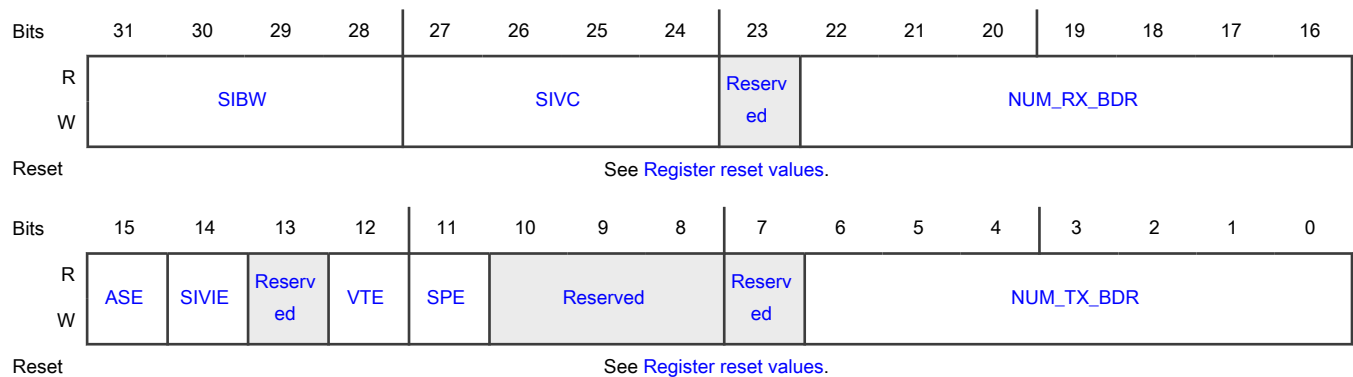 Bits 31 30 29 28 27 26 25 24 23 22 21 20 19 18 17 16
R
W
SIBW SIVC Reserv
ed NUM_RX_BDR
Reset See Register reset values.
Bits 15 14 13 12 11 10 9 8 7 6 5 4 3 2 1 0
R
W
ASE SIVIE Reserv
ed VTE SPE Reserved Reserv
ed NUM_TX_BDR
Reset See Register reset values.